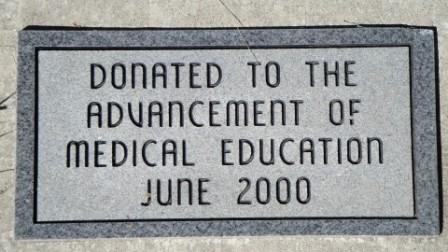 DONATED TO THE
ADVANCEMENT OF
MEDICAL EDUCATION
JUNE 2000